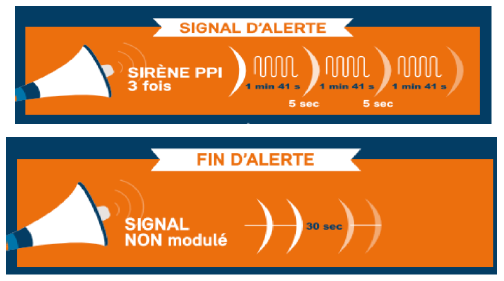 SIGNAL D'ALERTE
SIRÈNE PPI
3 fois
1 min 41 s
1 min 41 s
1 min 41 s
5 sec
5 sec
FIN D'ALERTE
SIGNAL
NON modulé
30 sec